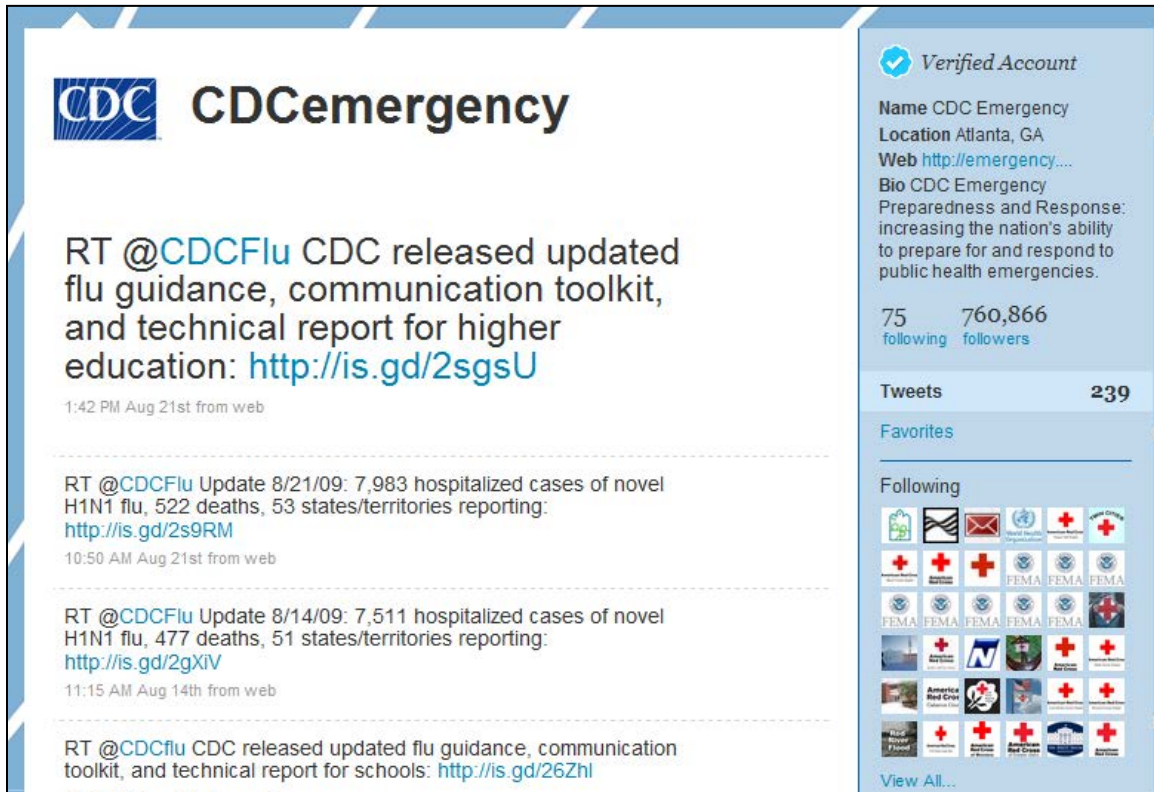 CDC
CDCemergency
RT @CDCFlu CDC released updated
flu guidance, communication toolkit,
and technical report for higher
education: http://is.gd/2sgsU
1:42 PM Aug 21st from web
RT @CDCFlu Update 8/21/09: 7,983 hospitalized cases of novel
H1N1 flu, 522 deaths, 53 states/territories reporting:
http://is.gd/2s9RM
10:50 AM Aug 21st from web
RT @CDCFlu Update 8/14/09: 7,511 hospitalized cases of novel
H1N1 flu, 477 deaths, 51 states/territories reporting:
http://is.gd/2gXiV
11:15 AM Aug 14th from web
RT @CDCflu CDC released updated flu guidance, communication
toolkit, and technical report for schools: http://is.gd/26Zhl
Verified Account
Name CDC Emergency
Location Atlanta, GA
Web http://emergency....
Bio CDC Emergency
Preparedness and Response:
increasing the nation's ability
to prepare for and respond to
public health emergencies.
75 760,866
following followers
Tweets 239
Favorites
Following
FEMA FEMA FEMA
FEMA FEMA FEMA FEMA FEMA
View All...